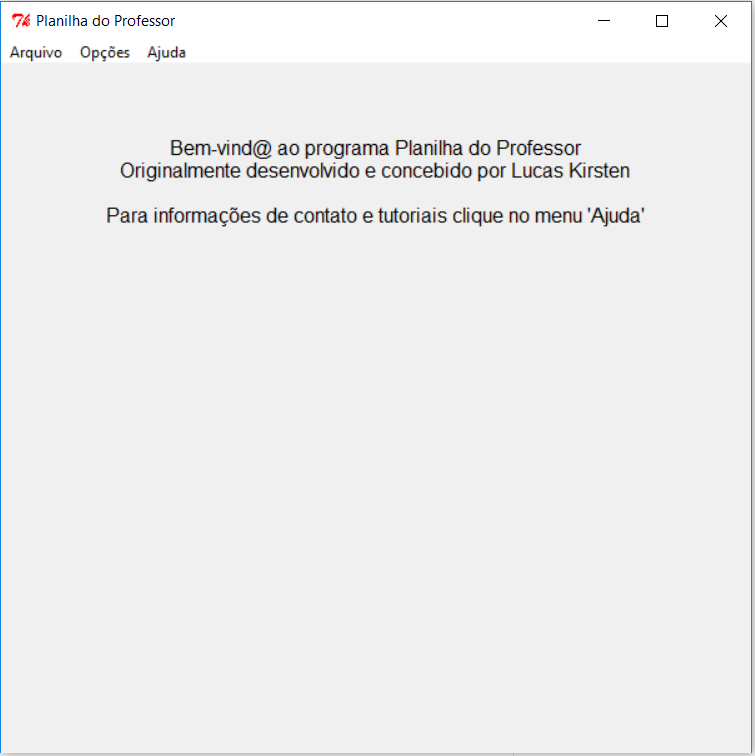 Planilha do Professor
Arquivo Opções Ajuda
Bem-vind@ ao programa Planilha do Professor
Originalmente desenvolvido e concebido por Lucas Kirsten
Para informações de contato e tutoriais clique no menu 'Ajuda'